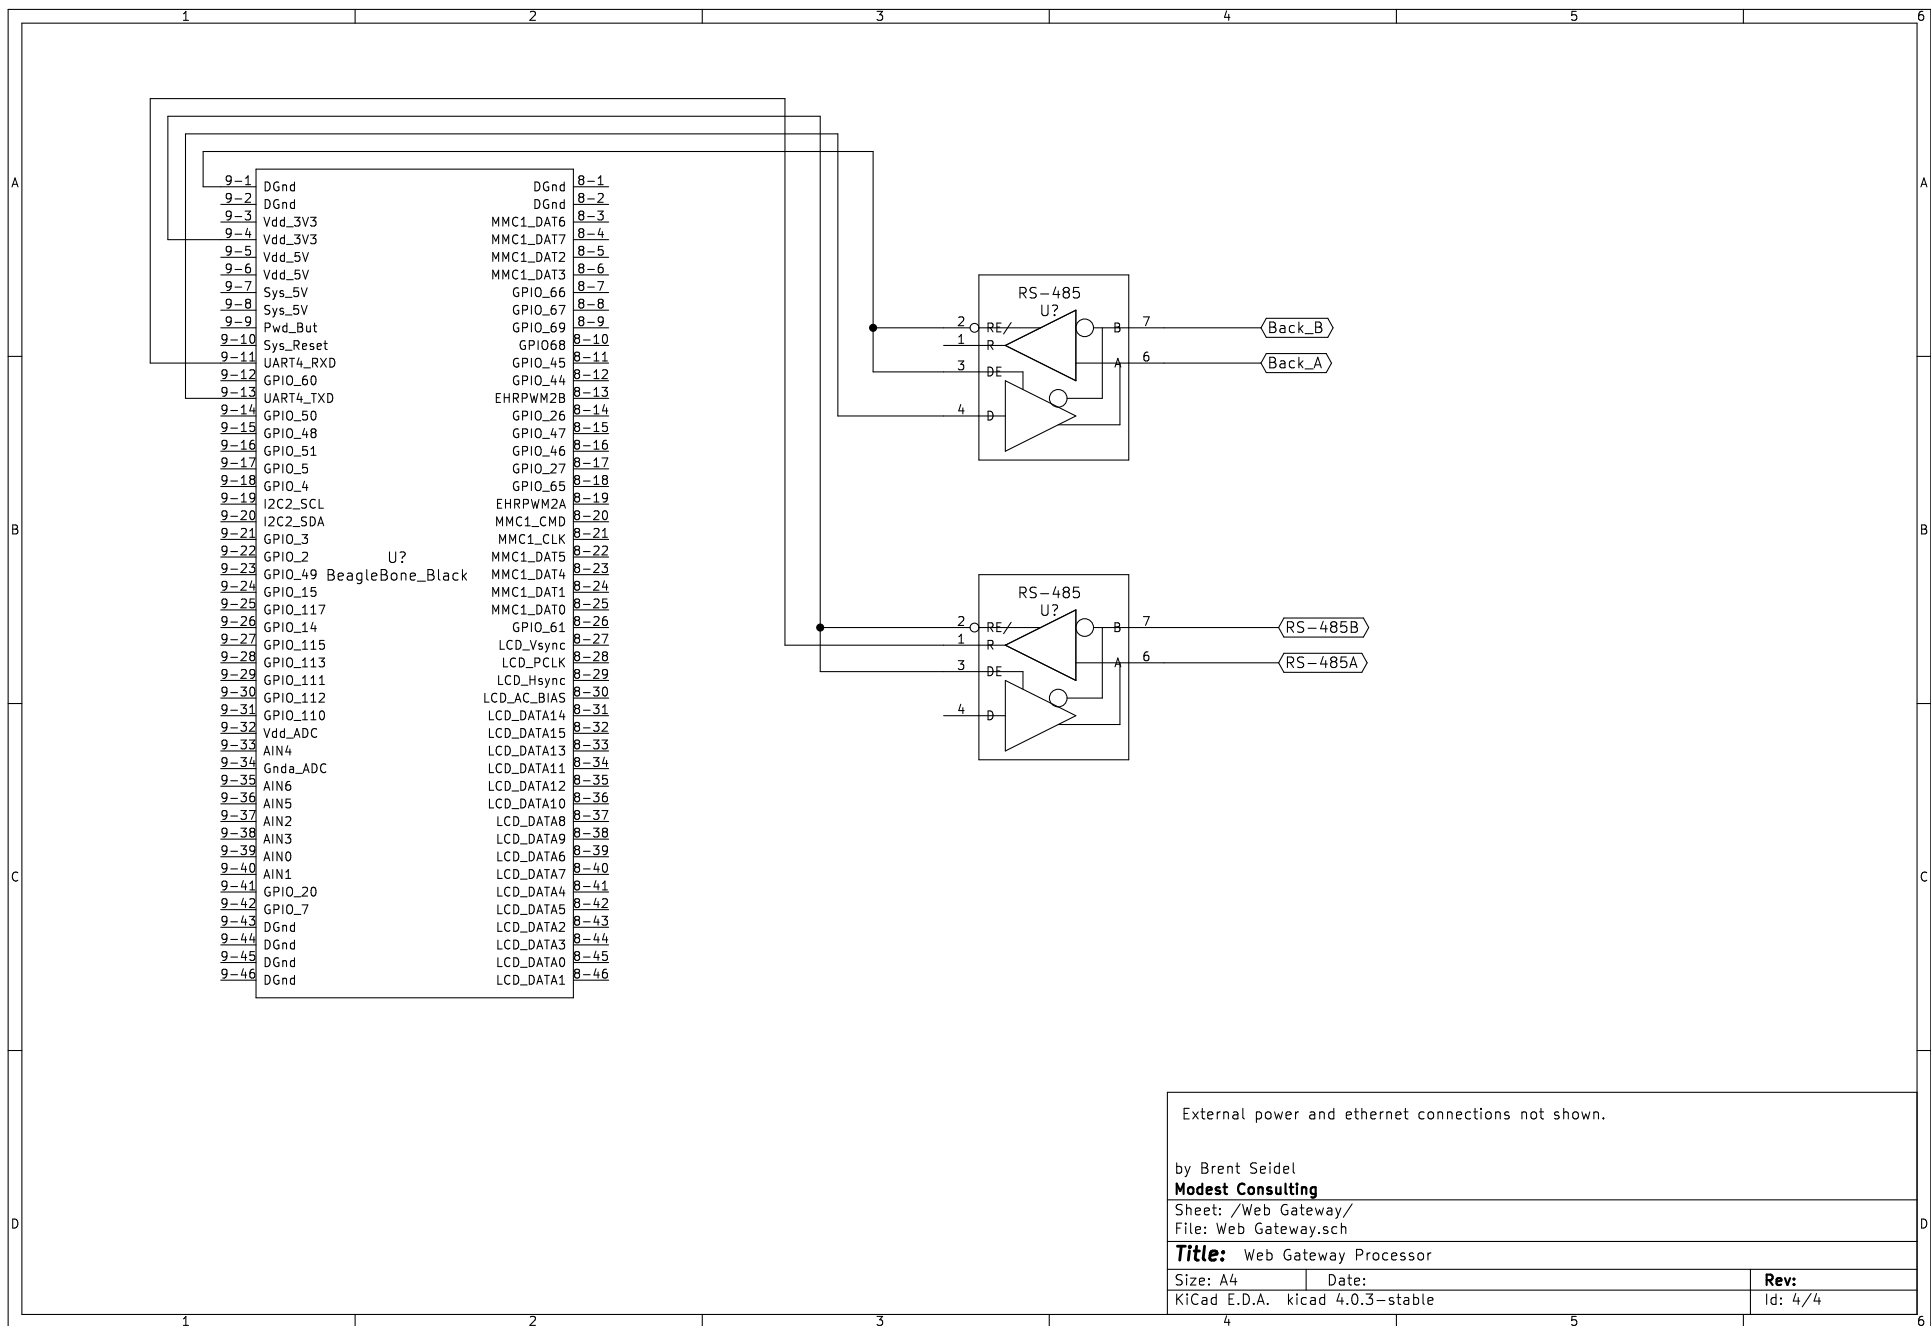 1 2 3 4 5 6
A A
B B
C C
D D
9-1 DGnd DGnd 8-1
9-2 DGnd DGnd 8-2
9-3 Vdd_3V3 MMC1_DAT6 8-3
9-4 Vdd_3V3 MMC1_DAT7 8-4
9-5 Vdd_5V MMC1_DAT2 8-5
9-6 Vdd_5V MMC1_DAT3 8-6
9-7 Sys_5V GPIO_66 8-7
9-8 Sys_5V GPIO_67 8-8
9-9 Pwd_But GPIO_69 8-9
9-10 Sys_Reset GPIO68 8-10
9-11 UART4_RXD GPIO_45 8-11
9-12 GPIO_60 GPIO_44 8-12
9-13 UART4_TXD EHRPWM2B 8-13
9-14 GPIO_50 GPIO_26 8-14
9-15 GPIO_48 GPIO_47 8-15
9-16 GPIO_51 GPIO_46 8-16
9-17 GPIO_5 GPIO_27 8-17
9-18 GPIO_4 GPIO_65 8-18
9-19 I2C2_SCL EHRPWM2A 8-19
9-20 I2C2_SDA MMC1_CMD 8-20
9-21 GPIO_3 MMC1_CLK 8-21
9-22 GPIO_2 MMC1_DAT5 8-22
9-23 GPIO_49 MMC1_DAT4 8-23
9-24 GPIO_15 MMC1_DAT1 8-24
9-25 GPIO_117 MMC1_DAT0 8-25
9-26 GPIO_14 GPIO_61 8-26
9-27 GPIO_115 LCD_Vsync 8-27
9-28 GPIO_113 LCD_PCLK 8-28
9-29 GPIO_111 LCD_Hsync 8-29
9-30 GPIO_112 LCD_AC_BIAS 8-30
9-31 GPIO_110 LCD_DATA14 8-31
9-32 Vdd_ADC LCD_DATA15 8-32
9-33 AIN4 LCD_DATA13 8-33
9-34 Gnda_ADC LCD_DATA11 8-34
9-35 AIN6 LCD_DATA12 8-35
9-36 AIN5 LCD_DATA10 8-36
9-37 AIN2 LCD_DATA8 8-37
9-38 AIN3 LCD_DATA9 8-38
9-39 AIN0 LCD_DATA6 8-39
9-40 AIN1 LCD_DATA7 8-40
9-41 GPIO_20 LCD_DATA4 8-41
9-42 GPIO_7 LCD_DATA5 8-42
9-43 DGnd LCD_DATA2 8-43
9-44 DGnd LCD_DATA3 8-44
9-45 DGnd LCD_DATA0 8-45
9-46 DGnd LCD_DATA1 8-46
U?
BeagleBone_Black
RS-485
U?
2 RE/ B 7 Back_B
1 R
A 6 Back_A
3 DE
4 D
RS-485
U?
2 RE/ B 7 RS-485B
1 R
A 6 RS-485A
3 DE
4 D
External power and ethernet connections not shown.
by Brent Seidel
Modest Consulting
Sheet: /Web Gateway/
File: Web Gateway.sch
Title: Web Gateway Processor
Size: A4 Date: Rev:
KiCad E.D.A. kicad 4.0.3-stable Id: 4/4
1 2 3 4 5 6